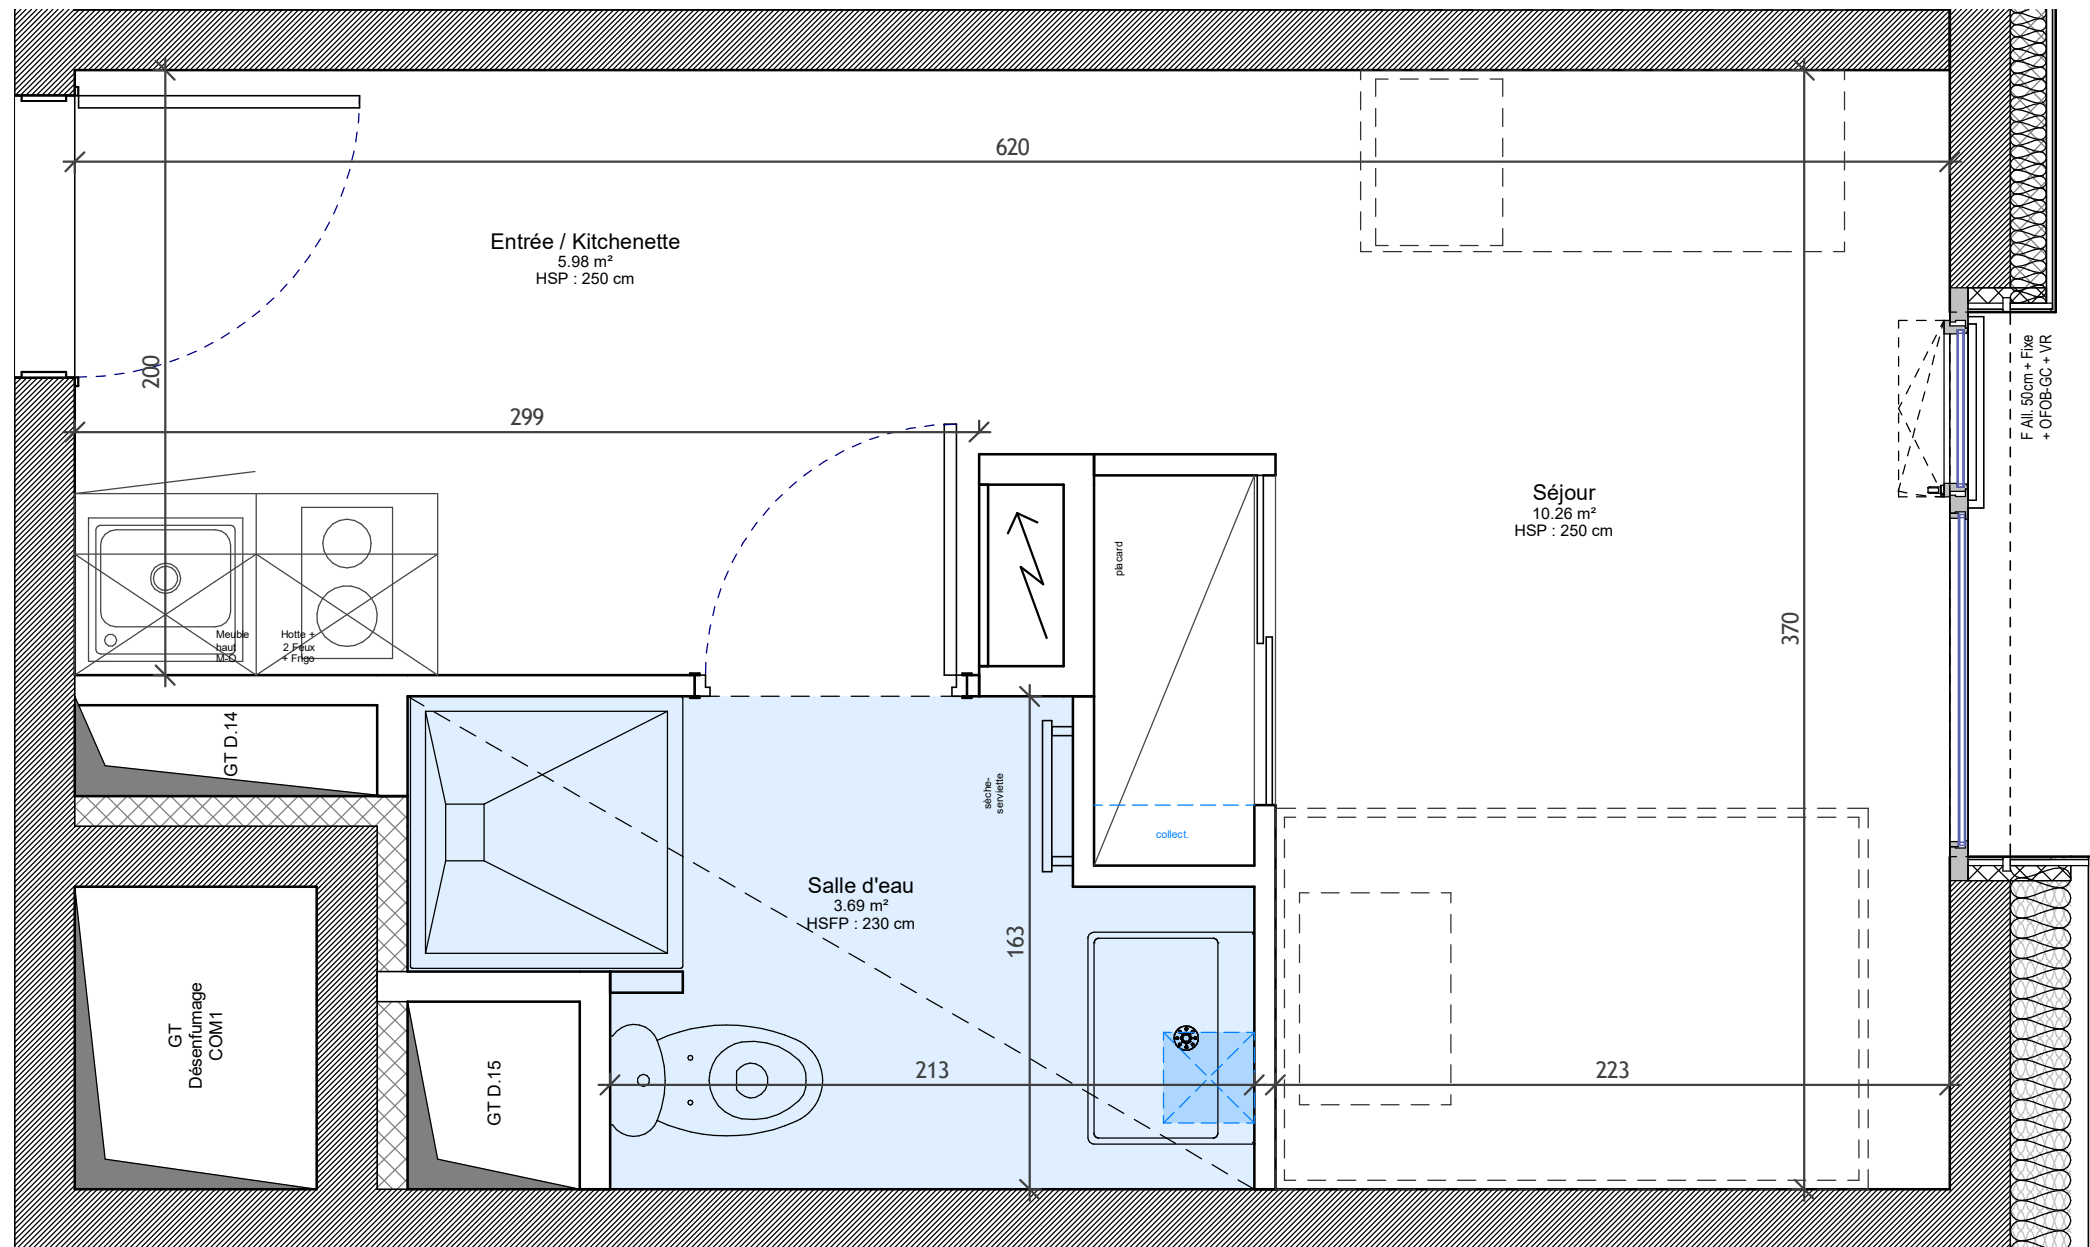 620
Entrée / Kitchenette
5.98 m²
HSP : 250 cm
200
299
F All. 50cm + Fixe
+ OFOB-GC + VR
Séjour
10.26 m²
HSP : 250 cm
placard
370
Meuble
haut
M-O
Hotte +
2 Feux
+ Frigo
GT D.14
sèche-
serviette
collect.
Salle d'eau
3.69 m²
HSFP : 230 cm
163
GT
Désenfumage
COM1
GT D.15
213
223